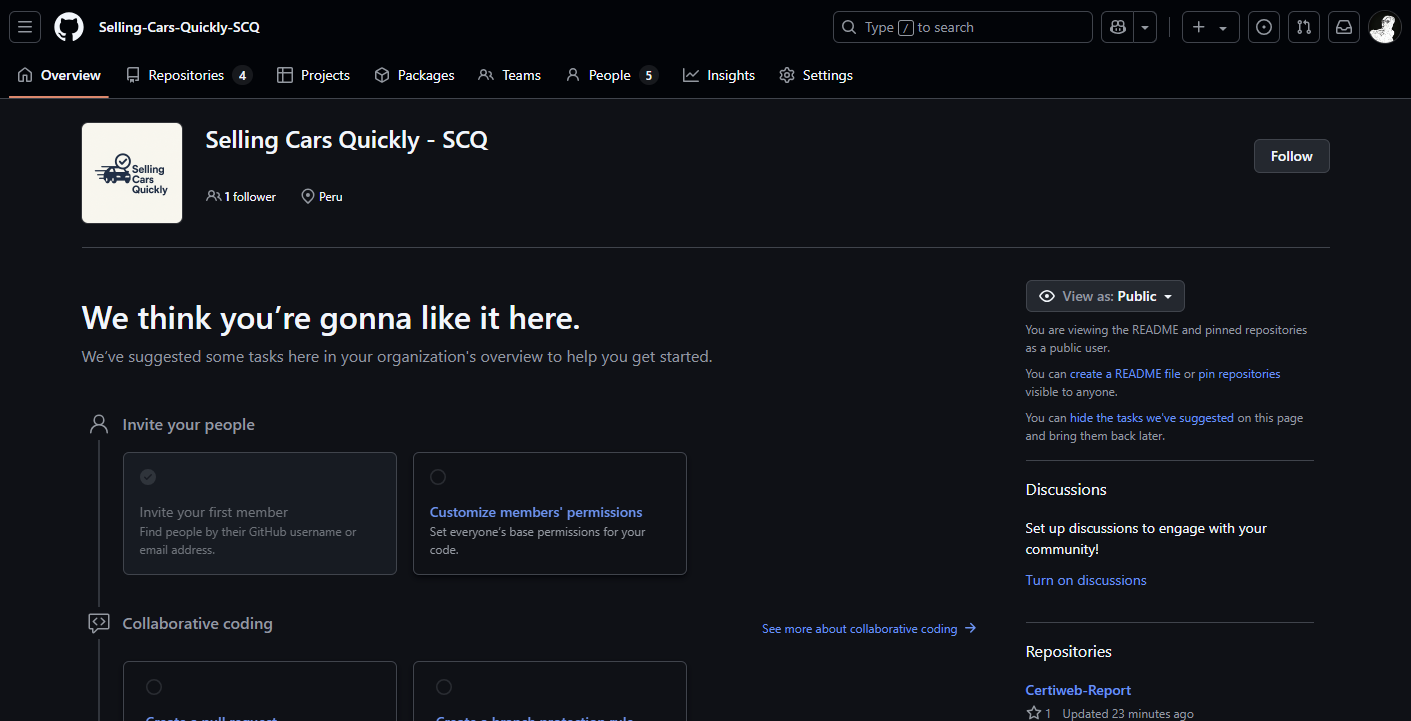 Selling-Cars-Quickly-SCQ
Type / to search
Overview
Repositories 4
Projects
Packages
Teams
People 5
Insights
Settings
Selling
Cars
Quickly
Selling Cars Quickly - SCQ
1 follower
Peru
Follow
We think you’re gonna like it here.
We’ve suggested some tasks here in your organization's overview to help you get started.
Invite your people
Invite your first member
Find people by their GitHub username or
email address.
Customize members' permissions
Set everyone’s base permissions for your
code.
Collaborative coding
See more about collaborative coding
Create a pull request
Create a branch protection rule
View as: Public
You are viewing the README and pinned repositories
as a public user.
You can create a README file or pin repositories
visible to anyone.
You can hide the tasks we've suggested on this page
and bring them back later.
Discussions
Set up discussions to engage with your
community!
Turn on discussions
Repositories
Certiweb-Report
1 Updated 23 minutes ago